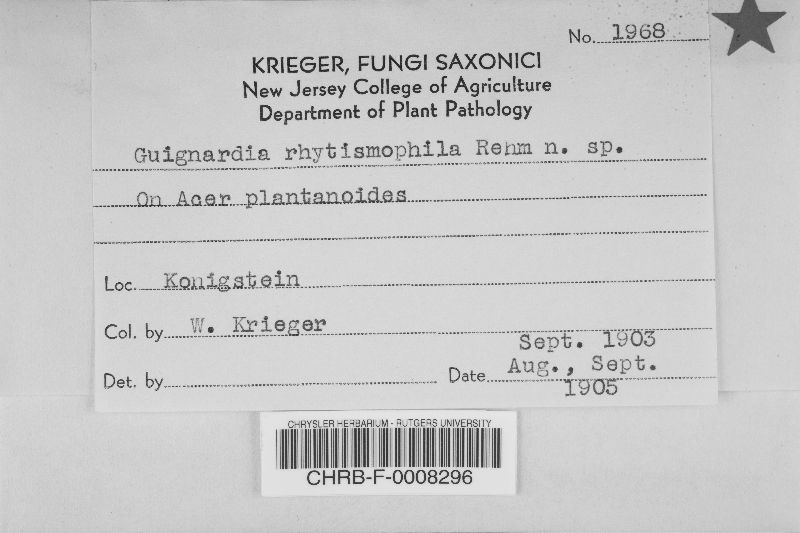 No. 1968
KRIEGER, FUNGI SAXONICI
New Jersey College of Agriculture
Department of Plant Pathology
Guignardia rhytismophila Rehm n. sp.
On Acer plantanoides
Loc. Konigstein
Col. by W. Krieger
Sept. 1903
Det. by Date Aug., Sept.
1905
CHRYSLER HERBARIUM - RUTGERS UNIVERSITY
CHRB-F-0008296